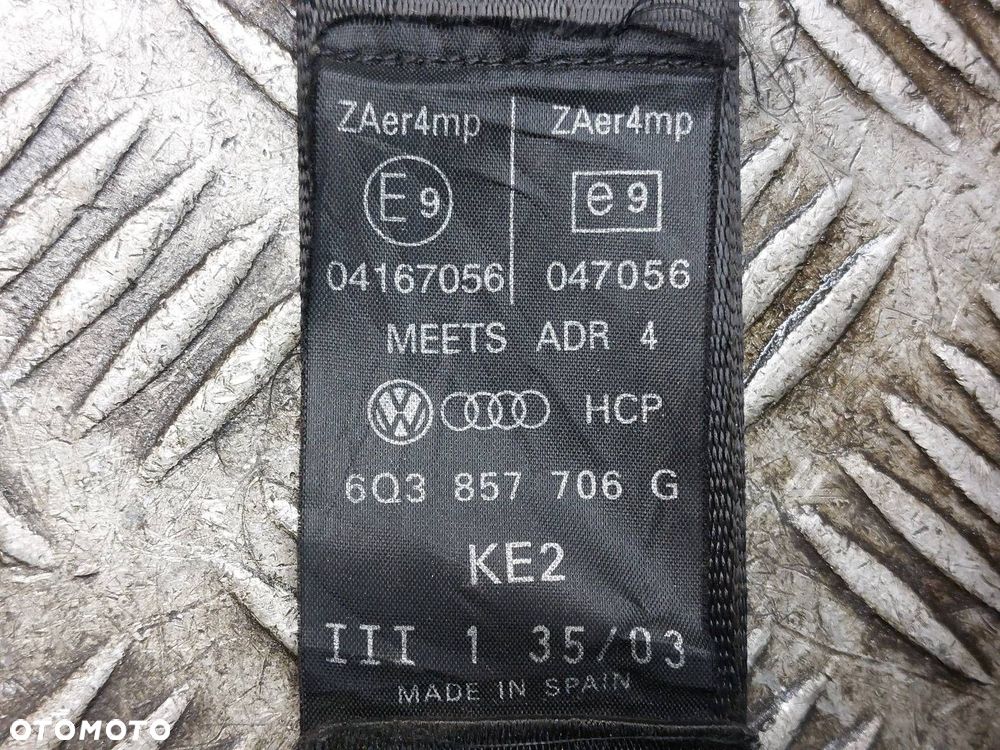 ZAer4mp ZAer4mp
E9 e9
04167056 047056
MEETS ADR 4
VW HCP
6Q3 857 706 G
KE2
III 1 35/03
MADE IN SPAIN
OTOMOTO